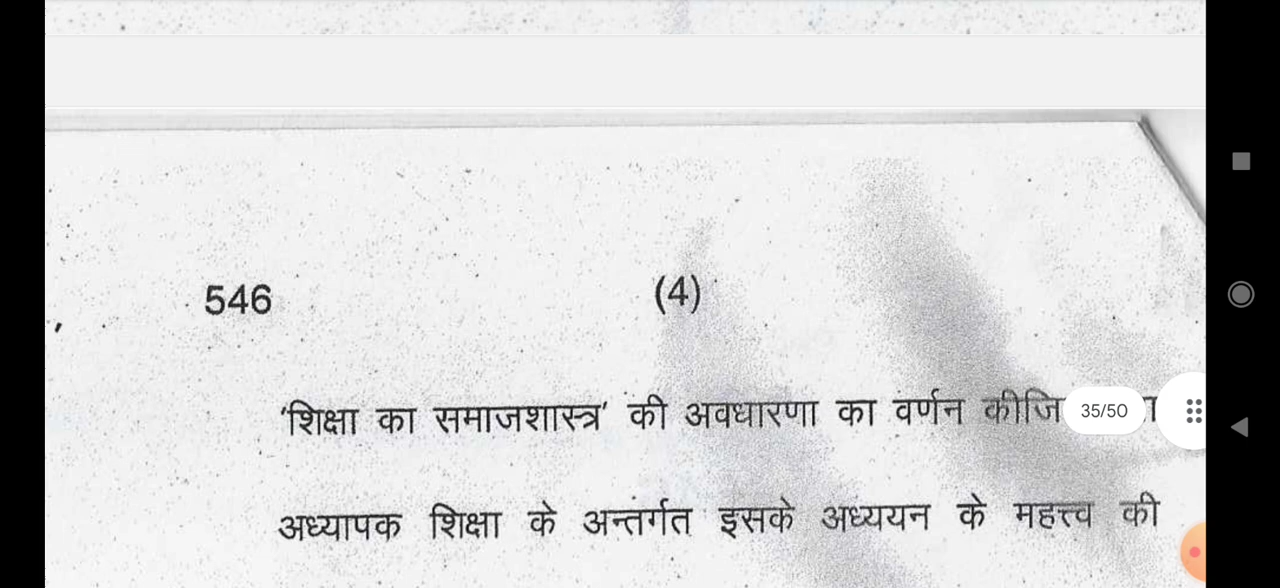 546 (4)
'शिक्षा का समाजशास्त्र' की अवधारणा का वर्णन
35/50
अध्यापक शिक्षा के अन्तर्गत इसके अध्ययन के महत्त्व की